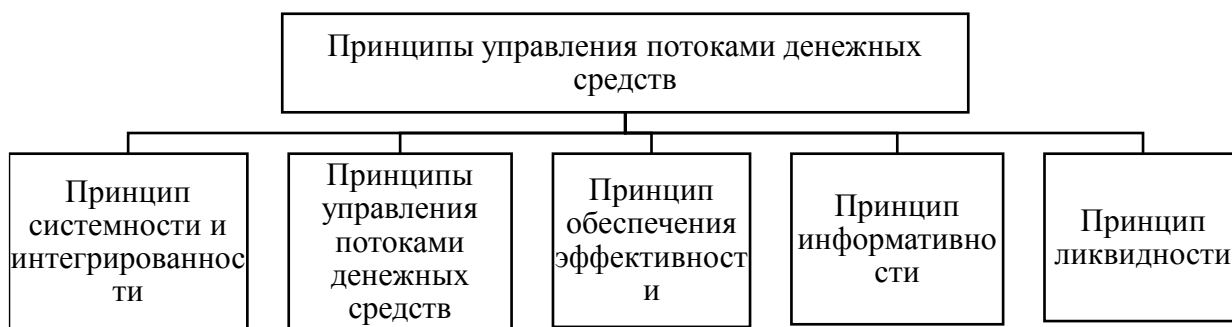 Принципы управления потоками денежных
средств
Принцип
системности и
интегрированнос
ти
Принципы
управления
потоками
денежных
средств
Принцип
обеспечения
эффективност
и
Принцип
информативно
сти
Принцип
ликвидности